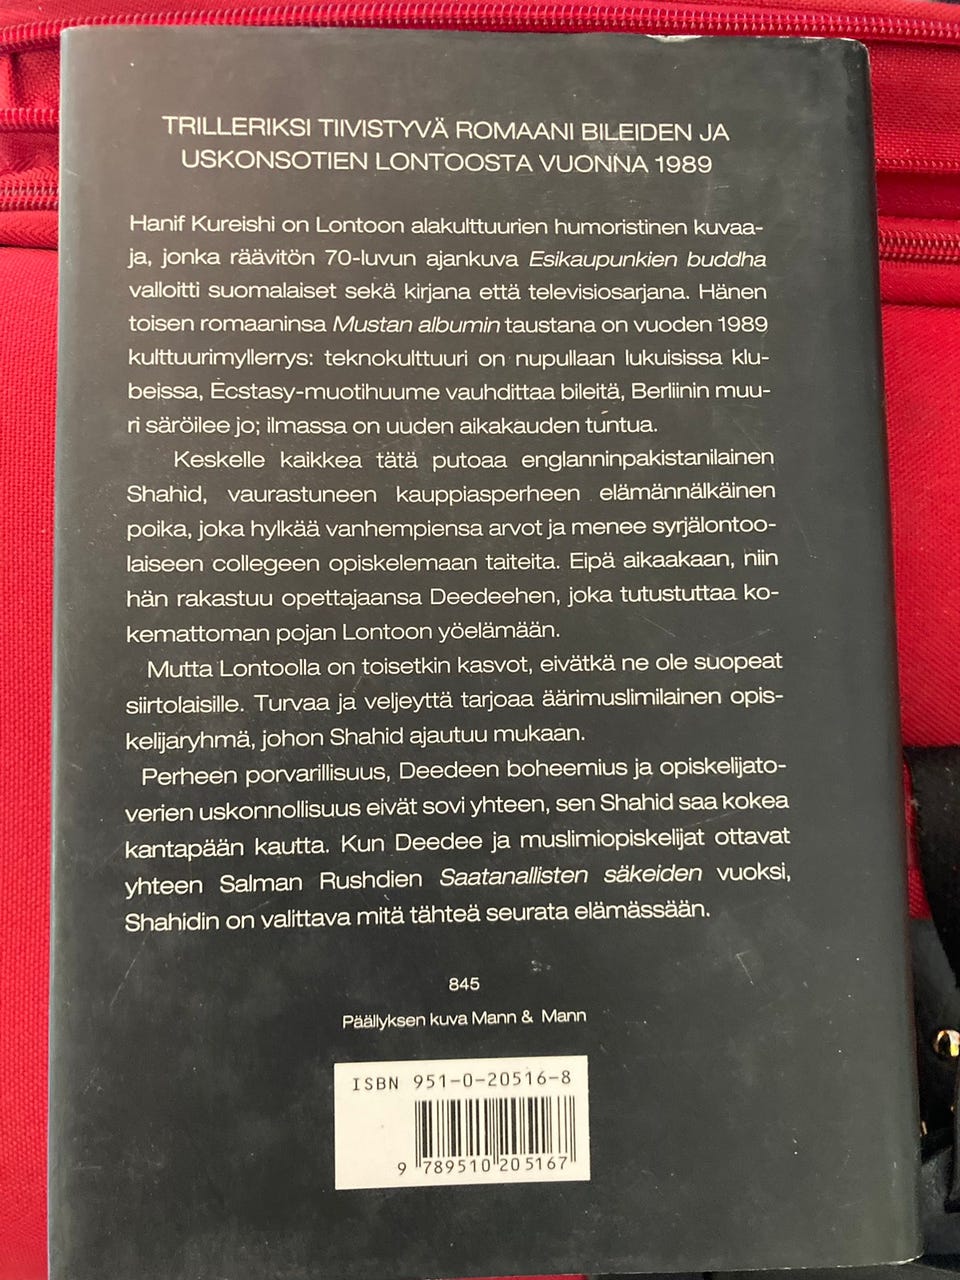 TRILLERIKSI TIIVISTYVÄ ROMAANI BILEIDEN JA
USKONSOTIEN LONTOOSTA VUONNA 1989
Hanif Kureishi on Lontoon alakulttuurien humoristinen kuvaa-
ja, jonka räävitön 70-luvun ajankuva Esikaupunkien buddha
valloitti suomalaiset sekä kirjana että televisiosarjana. Hänen
toisen romaaninsa Mustan albumin taustana on vuoden 1989
kulttuurimyllerrys: teknokulttuuri on nupullaan lukuisissa klu-
beissa, Ecstasy-muotihuume vauhdittaa bileitä, Berliinin muu-
ri säröilee jo; ilmassa on uuden aikakauden tuntua.
Keskelle kaikkea tätä putoaa englanninpakistanilainen
Shahid, vaurastuneen kauppiasperheen elämännälkäinen
poika, joka hylkää vanhempiensa arvot ja menee syrjälontoo-
laiseen collegeen opiskelemaan taiteita. Eipä aikaakaan, niin
hän rakastuu opettajaansa Deedeehen, joka tutustuttaa ko-
kemattoman pojan Lontoon yöelämään.
Mutta Lontoolla on toisetkin kasvot, eivätkä ne ole suopeat
siirtolaisille. Turvaa ja veljeyttä tarjoaa äärimuslimilainen opis-
kelijaryhmä, johon Shahid ajautuu mukaan.
Perheen porvarillisuus, Deedeen boheemius ja opiskelijato-
verien uskonnollisuus eivät sovi yhteen, sen Shahid saa kokea
kantapään kautta. Kun Deedee ja muslimiopiskelijat ottavat
yhteen Salman Rushdien Saatanallisten säkeiden vuoksi,
Shahidin on valittava mitä tähteä seurata elämässään.
845
Päällyksen kuva Mann & Mann
ISBN 951-0-20516-8
9 789510 205167